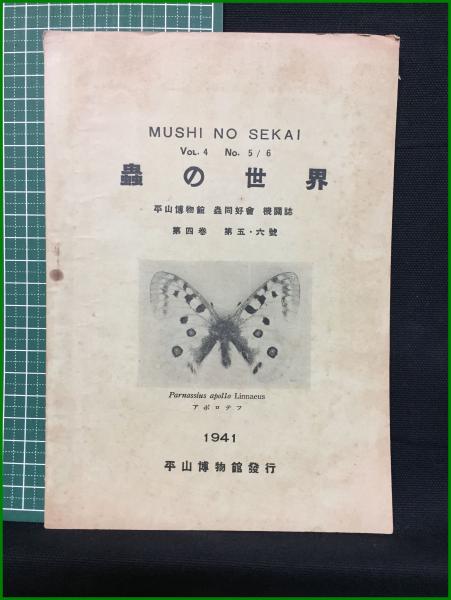 MUSHI NO SEKAI
VOL. 4 No. 5 / 6
蟲の世界
平山博物館 蟲同好會 機關誌
第四卷 第五・六號
Parnassius apollo Linnaeus
アポロテフ
1941
平山博物館發行